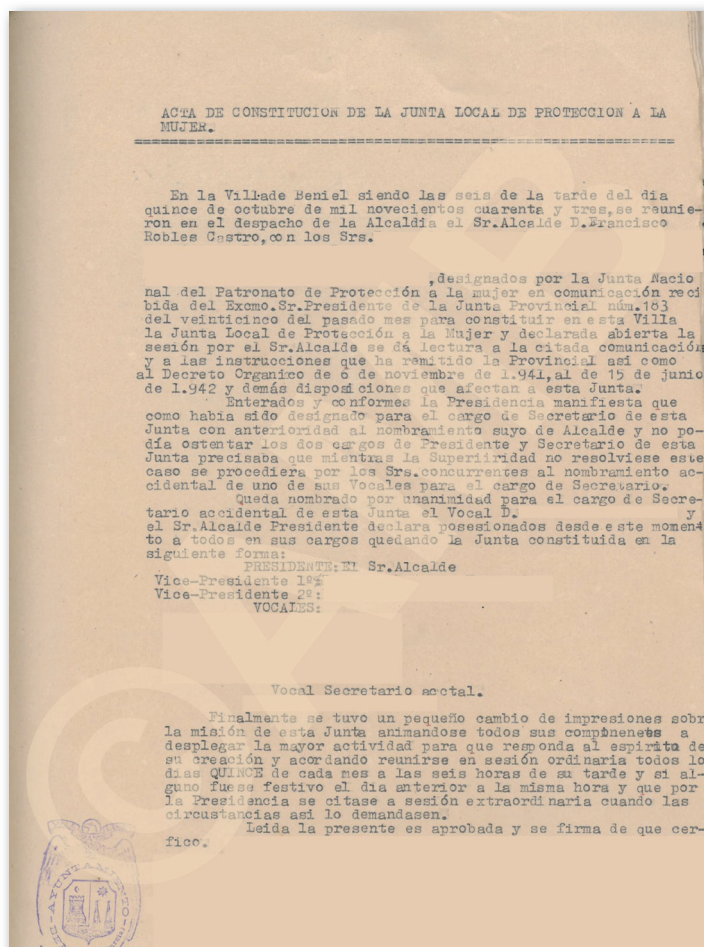 ACTA DE CONSTITUCION DE LA JUNTA LOCAL DE PROTECCION A LA
MUJER.
En la Villade Beniel siendo las seis de la tarde del dia
quince de octubre de mil novecientos cuarenta y tres,se reunie-
ron en el despacho de la Alcaldia el Sr.Alcalde D.Francisco
Robles Castro,con los Srs.
,designados por la Junta Nacio
nal del Patronato de Protección a la mujer en comunicación reci
bida del Excmo.Sr.Presidente de la Junta Provincial núm.183
del veinticinco del pasado mes para constituir en esta Villa
la Junta Local de Protección a la Mujer y declarada abierta la
sesión por el Sr.Alcalde se dá lectura a la citada comunicación
y a las instrucciones que ha remitido la Provincial asi como
al Decreto Organico de 6 de noviembre de 1.941,al de 15 de junio
de 1.942 y demás disposiciones que afectan a esta Junta.
Enterados y conformes la Presidencia manifiesta que
como habia sido designado para el cargo de Secretario de esta
Junta con anterioridad al nombramiento suyo de Alcalde y no po-
día ostentar los dos cargos de Presidente y Secretario de esta
Junta precisaba que mientras la Superiiridad no resolviese este
caso se procediera por los Srs.concurrentes al nombramiento ac-
cidental de uno de sus Vocales para el cargo de Secretario.
Queda nombrado por unanimidad para el cargo de Secre-
tario accidental de esta Junta el Vocal D. y
el Sr.Alcalde Presidente declara posesionados desde este momen
to a todos en sus cargos quedando la Junta constituida en la
siguiente forma:
PRESIDENTE:El Sr.Alcalde
Vice-Presidente 1º:
Vice-Presidente 2º:
VOCALES:
Vocal Secretario acctal.
Finalmente se tuvo un pequeño cambio de impresiones sobr
la misión de esta Junta animandose todos sus componenets a
desplegar la mayor actividad para que responda al espiritu de
su creación y acordando reunirse en sesión ordinaria todos lo
dias QUINCE de cada mes a las seis horas de su tarde y si al-
guno fuese festivo el dia anterior a la misma hora y que por
la Presidencia se citase a sesión extraordinaria cuando las
circustancias asi lo demandasen.
Leida la presente es aprobada y se firma de que cer-
fico.
AYUNTAMIENTO